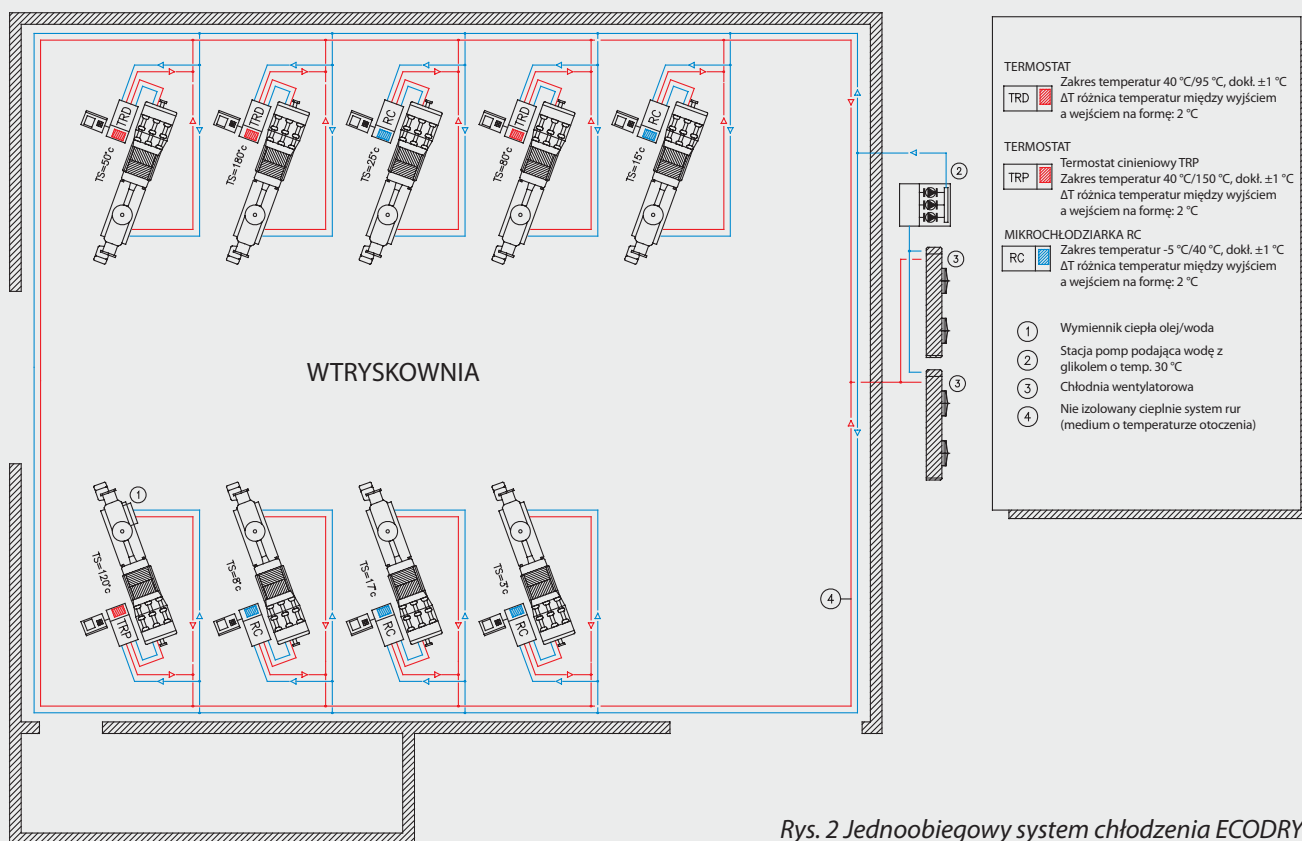 TRD
TS=50°c
TRD
TS=180°c
RC
TS=25°c
TRD
TS=80°c
RC
TS=15°c
2
3
3
WTRYSKOWNIA
1
TS=120°c
TRP
TS=8°c
RC
TS=17°c
RC
TS=3°c
RC
4
TERMOSTAT
TRD
Zakres temperatur 40 °C/95 °C, dokł. ±1 °C
ΔT różnica temperatur między wyjściem
a wejściem na formę: 2 °C
TERMOSTAT
TRP
Termostat cinieniowy TRP
Zakres temperatur 40 °C/150 °C, dokł. ±1 °C
ΔT różnica temperatur między wyjściem
a wejściem na formę: 2 °C
MIKROCHŁODZIARKA RC
RC
Zakres temperatur -5 °C/40 °C, dokł. ±1 °C
ΔT różnica temperatur między wyjściem
a wejściem na formę: 2 °C
1 Wymiennik ciepła olej/woda
2 Stacja pomp podająca wodę z
glikolem o temp. 30 °C
3 Chłodnia wentylatorowa
4 Nie izolowany cieplnie system rur
(medium o temperaturze otoczenia)
Rys. 2 Jednoobiegowy system chłodzenia ECODRY